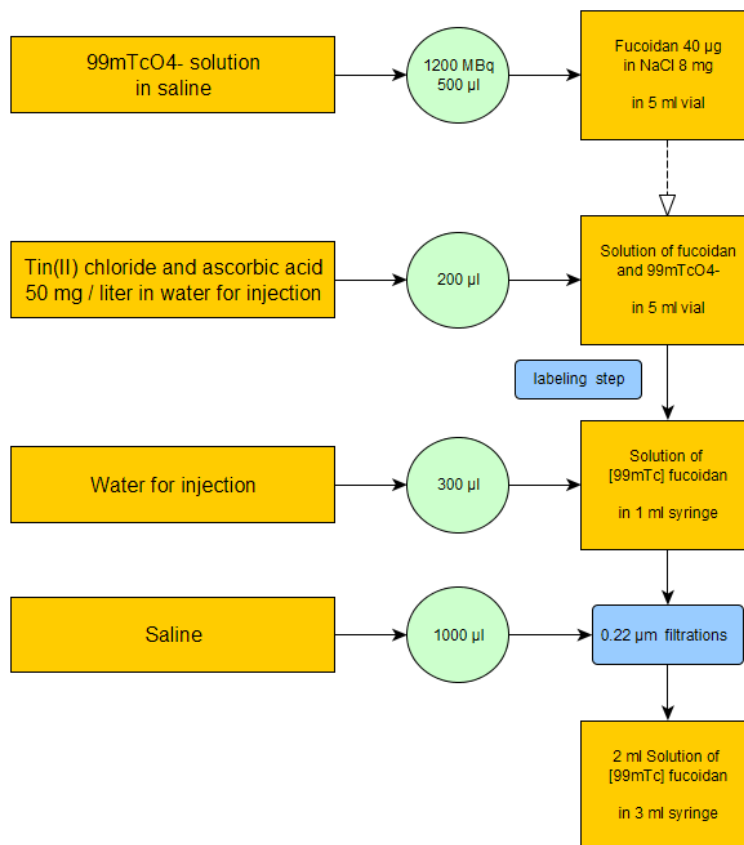 99mTcO4- solution
in saline
1200 MBq
500 µl
Fucoidan 40 µg
in NaCl 8 mg
in 5 ml vial
Tin(II) chloride and ascorbic acid
50 mg / liter in water for injection
200 µl
Solution of fucoidan
and 99mTcO4-
in 5 ml vial
labeling step
Water for injection
300 µl
Solution of
[99mTc] fucoidan
in 1 ml syringe
Saline
1000 µl
0.22 µm filtrations
2 ml Solution of
[99mTc] fucoidan
in 3 ml syringe